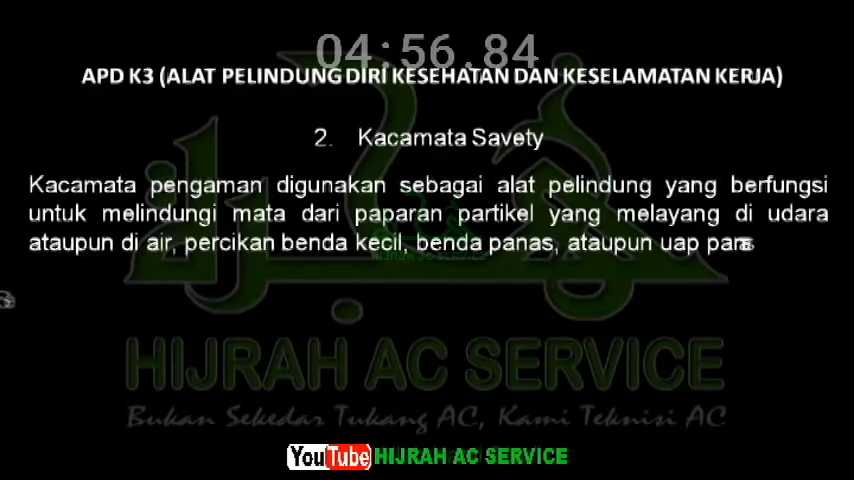 04:56.84
APD K3 (ALAT PELINDUNG DIRI KESEHATAN DAN KESELAMATAN KERJA)
2. Kacamata Savety
Kacamata pengaman digunakan sebagai alat pelindung yang berfungsi
untuk melindungi mata dari paparan partikel yang melayang di udara
ataupun di air, percikan benda kecil, benda panas, ataupun uap panas
HIJRAH AC SERVICE
HIJRAH AC SERVICE
Bukan Sekedar Tukang AC, Kami Teknisi AC
YouTube HIJRAH AC SERVICE